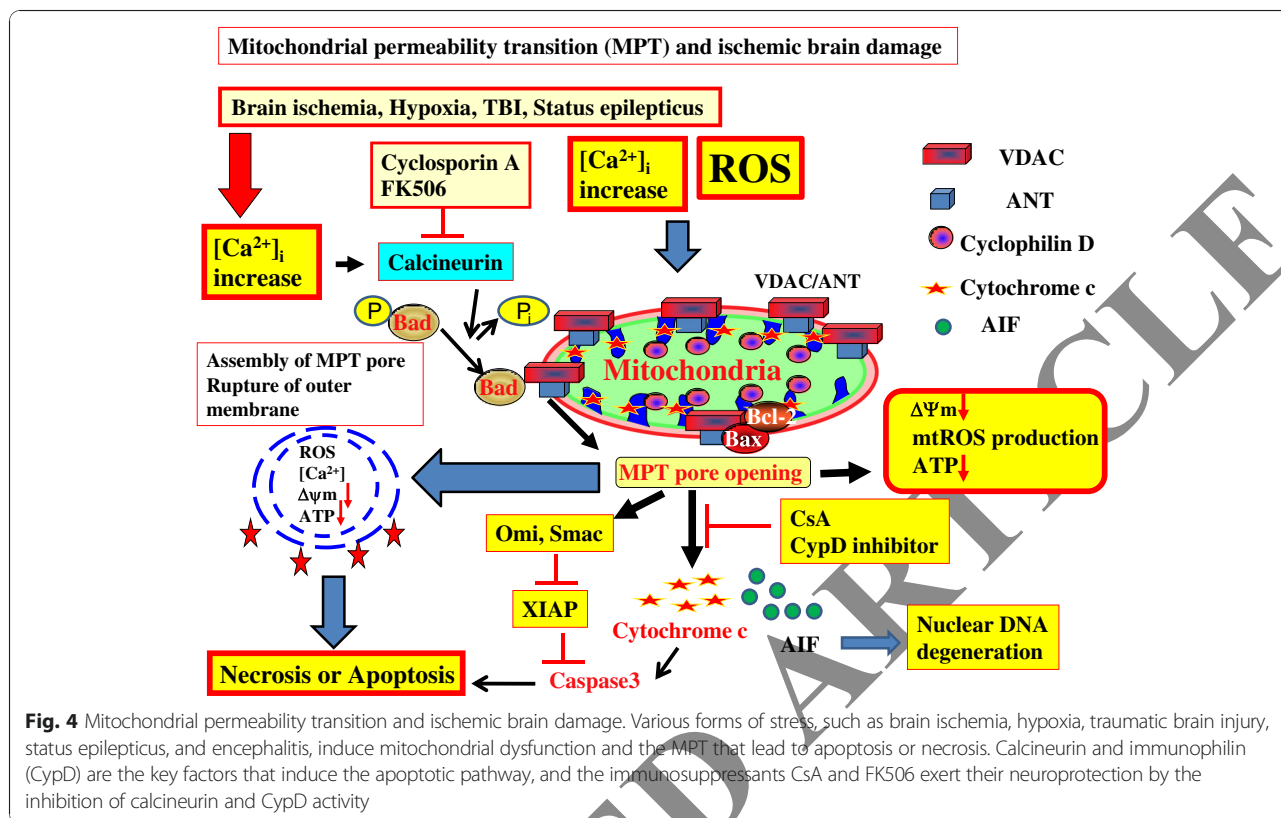 Mitochondrial permeability transition (MPT) and ischemic brain damage
Brain ischemia, Hypoxia, TBI, Status epilepticus
Cyclosporin A
FK506
[Ca²⁺]ᵢ
increase
ROS
VDAC
ANT
Cyclophilin D
Cytochrome c
AIF
[Ca²⁺]ᵢ
increase
Calcineurin
VDAC/ANT
P
Bad
Pᵢ
Assembly of MPT pore
Rupture of outer
membrane
Bad
Mitochondria
Bcl-2
Bax
ΔΨm
mtROS production
ATP
MPT pore opening
ROS
[Ca²⁺]
Δψm
ATP
Omi, Smac
CsA
CypD inhibitor
XIAP
Cytochrome c
AIF
Nuclear DNA
degeneration
Necrosis or Apoptosis
Caspase3
Fig. 4 Mitochondrial permeability transition and ischemic brain damage. Various forms of stress, such as brain ischemia, hypoxia, traumatic brain injury,
status epilepticus, and encephalitis, induce mitochondrial dysfunction and the MPT that lead to apoptosis or necrosis. Calcineurin and immunophilin
(CypD) are the key factors that induce the apoptotic pathway, and the immunosuppressants CsA and FK506 exert their neuroprotection by the
inhibition of calcineurin and CypD activity
ED ARTICLE